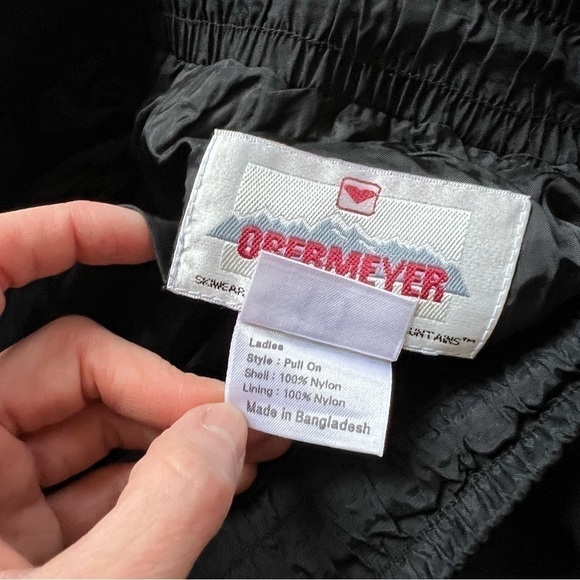 OBERMEYER
SKIWEAR
UNTAINS™
Ladies
Style : Pull On
Shell : 100% Nylon
Lining : 100% Nylon
Made in Bangladesh